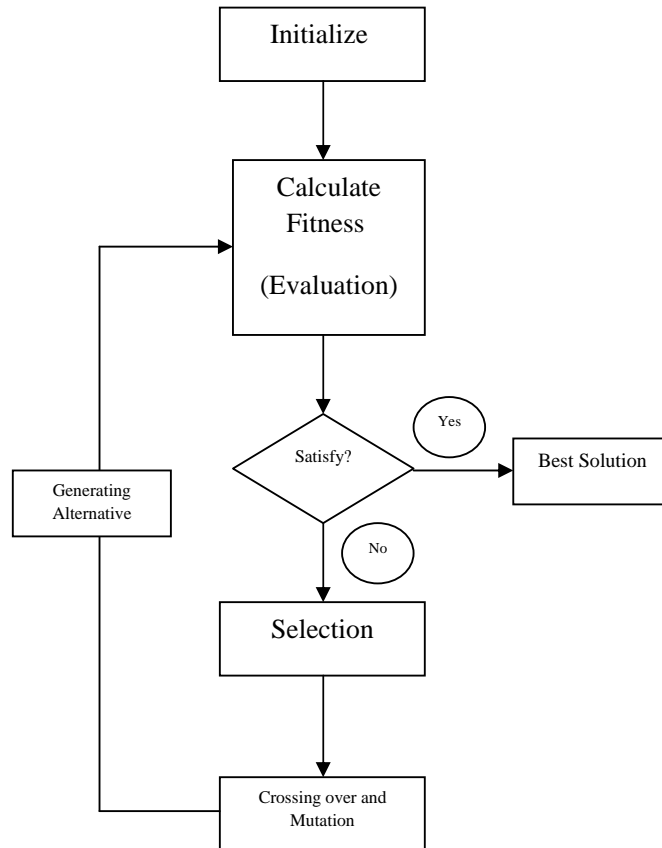 Initialize
Calculate
Fitness
(Evaluation)
Satisfy?
Yes
Best Solution
No
Selection
Crossing over and
Mutation
Generating
Alternative